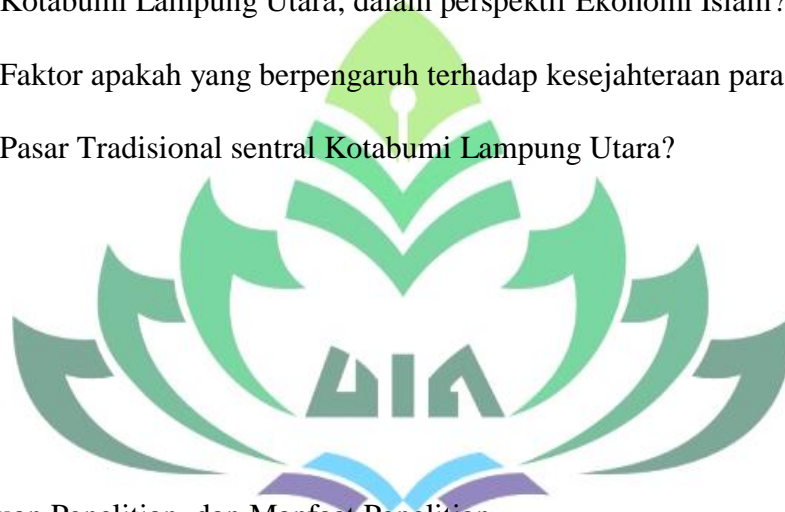 Kotabumi Lampung Utara, dalam perspektif Ekonomi Islam?
Faktor apakah yang berpengaruh terhadap kesejahteraan para
Pasar Tradisional sentral Kotabumi Lampung Utara?
UIN
Penelitian, dan Manfaat Penelitian